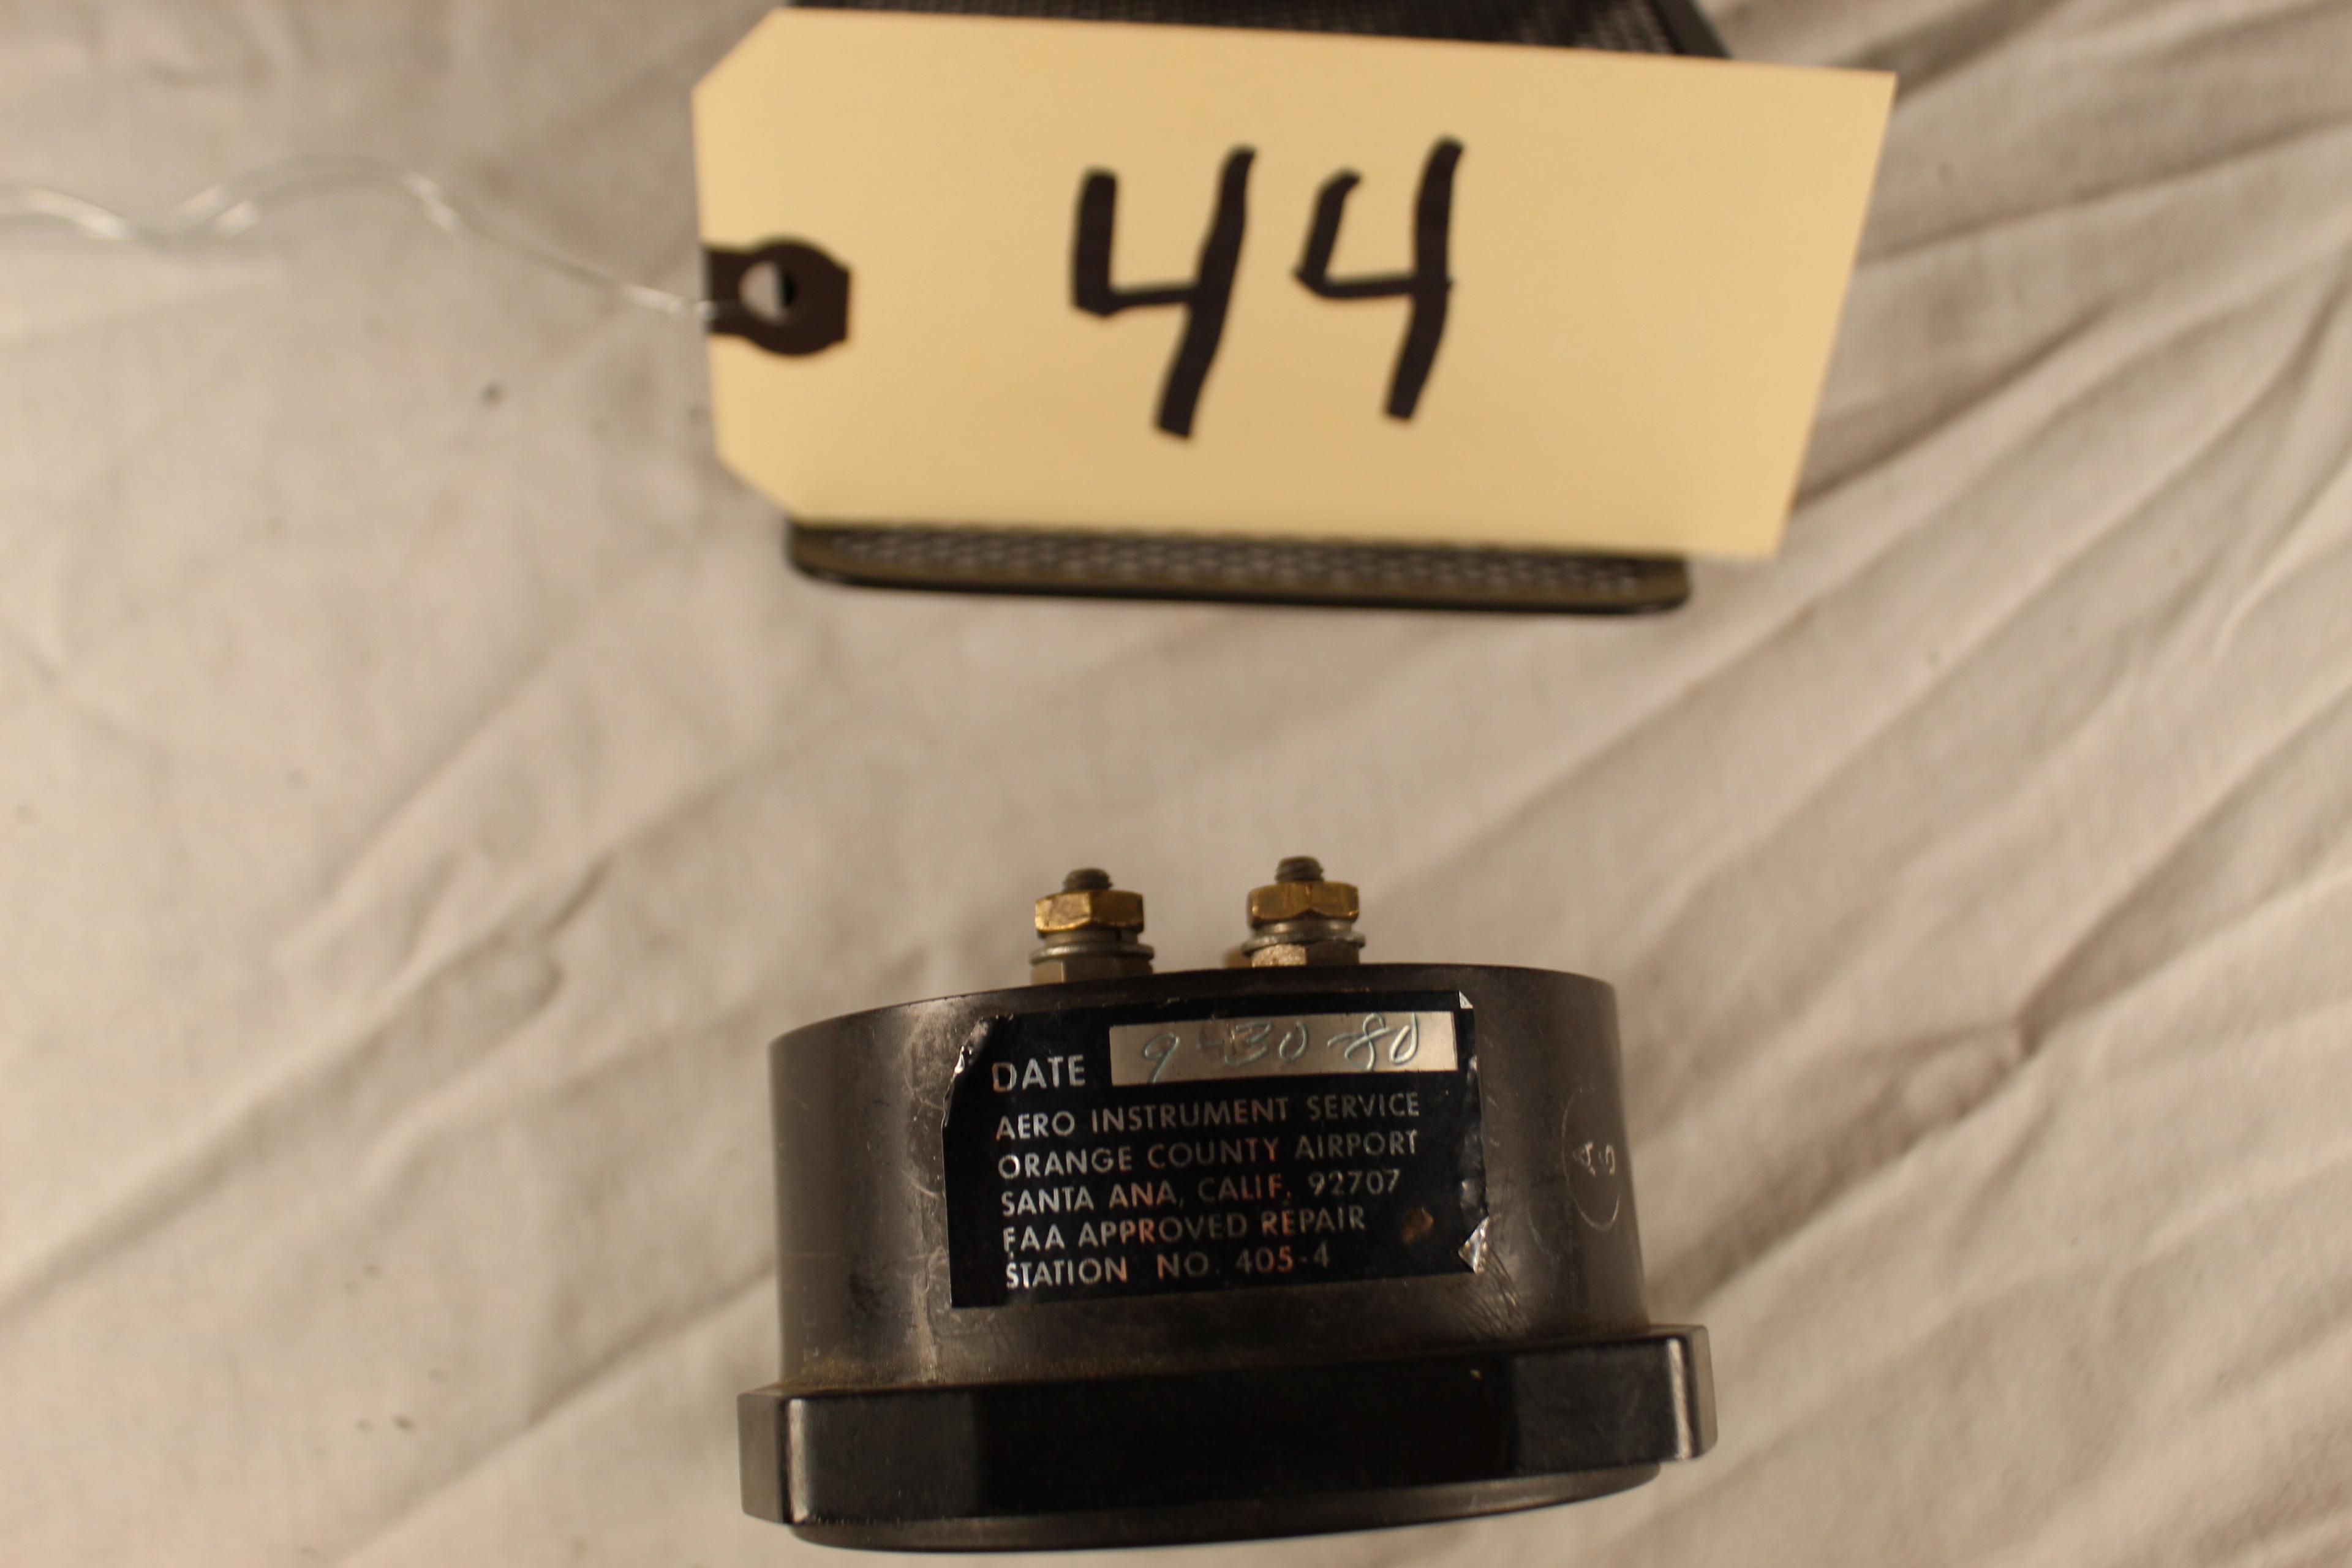 44
DATE 9-30-80
AERO INSTRUMENT SERVICE
ORANGE COUNTY AIRPORT
SANTA ANA, CALIF. 92707
FAA APPROVED REPAIR
STATION NO. 405-4
A
5